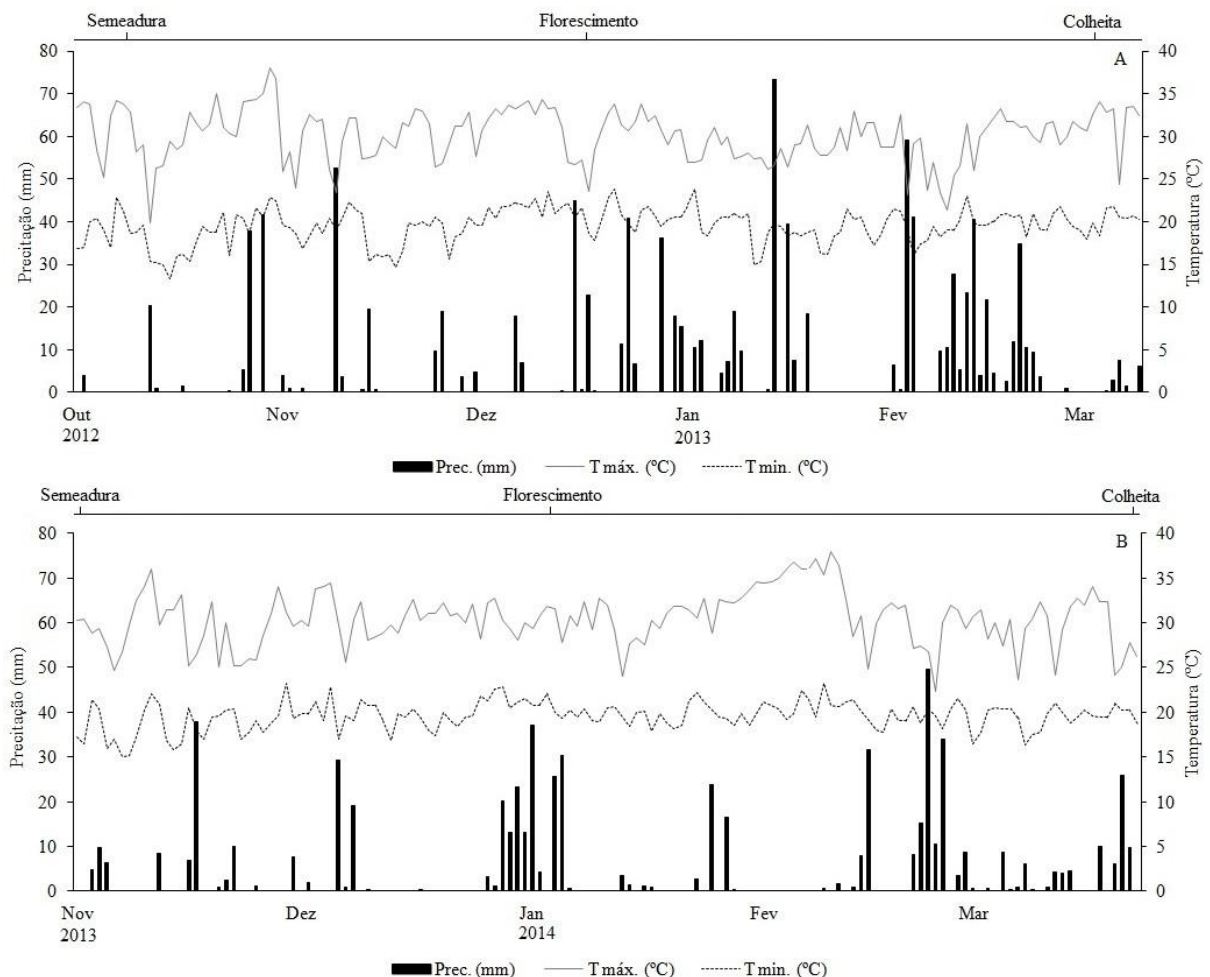 Semeadura Florescimento Colheita
80 40
A
70 35
60 30
50 25
40 20
30 15
20 10
10 5
0 0
Precitação (mm)
Temperatura (ºC)
Out Nov Dez Jan Fev Mar
2012 2013
Prec. (mm) T máx. (ºC) T min. (ºC)
Semeadura Florescimento Colheita
80 40
B
70 35
60 30
50 25
40 20
30 15
20 10
10 5
0 0
Precitação (mm)
Temperatura (ºC)
Nov Dez Jan Fev Mar
2013 2014
Prec. (mm) T máx. (ºC) T min. (ºC)